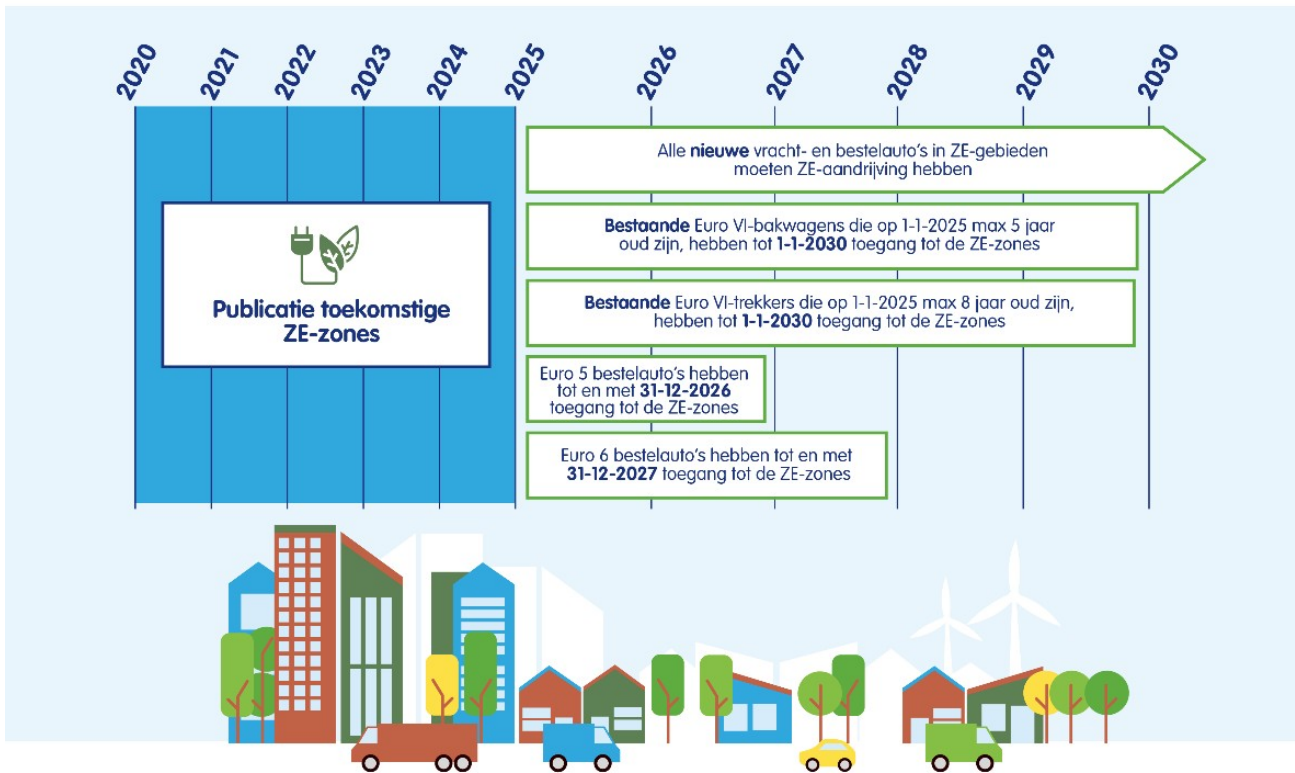 2020
2021
2022
2023
2024
2025
2026
2027
2028
2029
2030
Publicatie toekomstige
ZE-zones
Alle nieuwe vracht- en bestelauto's in ZE-gebieden
moeten ZE-aandrijving hebben
Bestaande Euro VI-bakwagens die op 1-1-2025 max 5 jaar
oud zijn, hebben tot 1-1-2030 toegang tot de ZE-zones
Bestaande Euro VI-trekkers die op 1-1-2025 max 8 jaar oud zijn,
hebben tot 1-1-2030 toegang tot de ZE-zones
Euro 5 bestelauto's hebben
tot en met 31-12-2026
toegang tot de ZE-zones
Euro 6 bestelauto's hebben tot en met
31-12-2027 toegang tot de ZE-zones